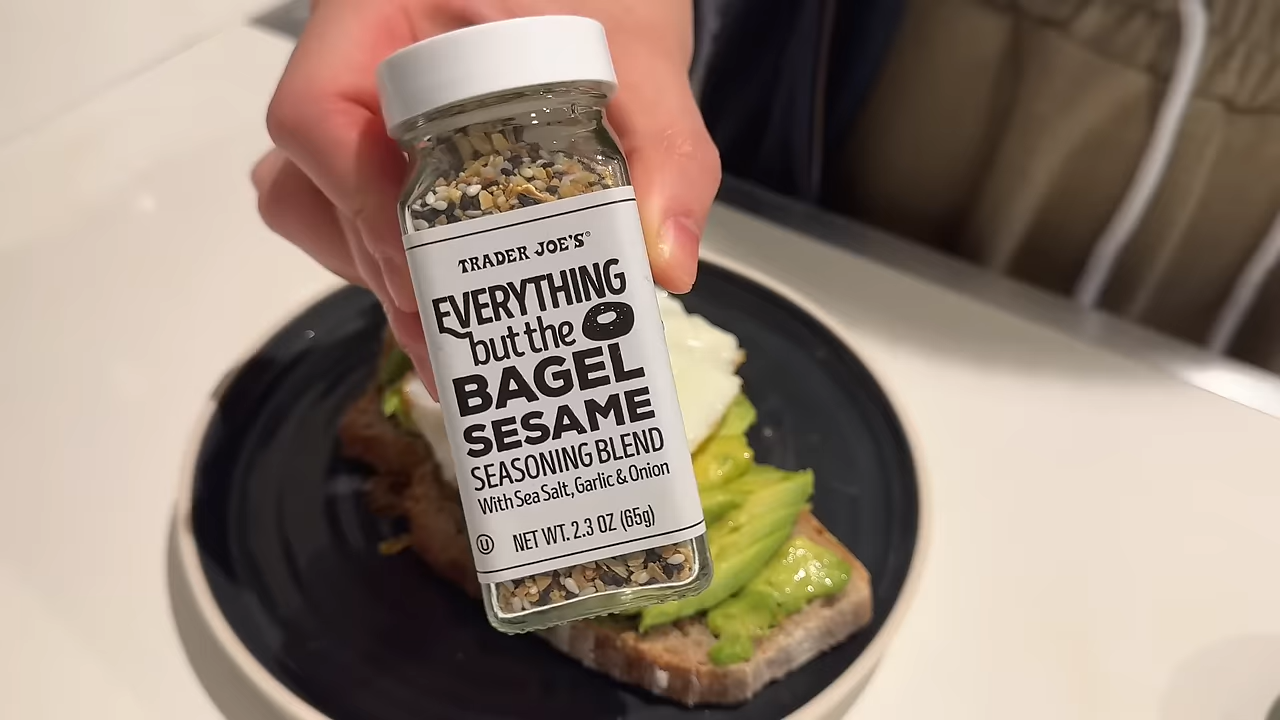 TRADER JOE'S®
EVERYTHING
but the
BAGEL
SESAME
SEASONING BLEND
With Sea Salt, Garlic & Onion
U NET WT. 2.3 OZ (65g)